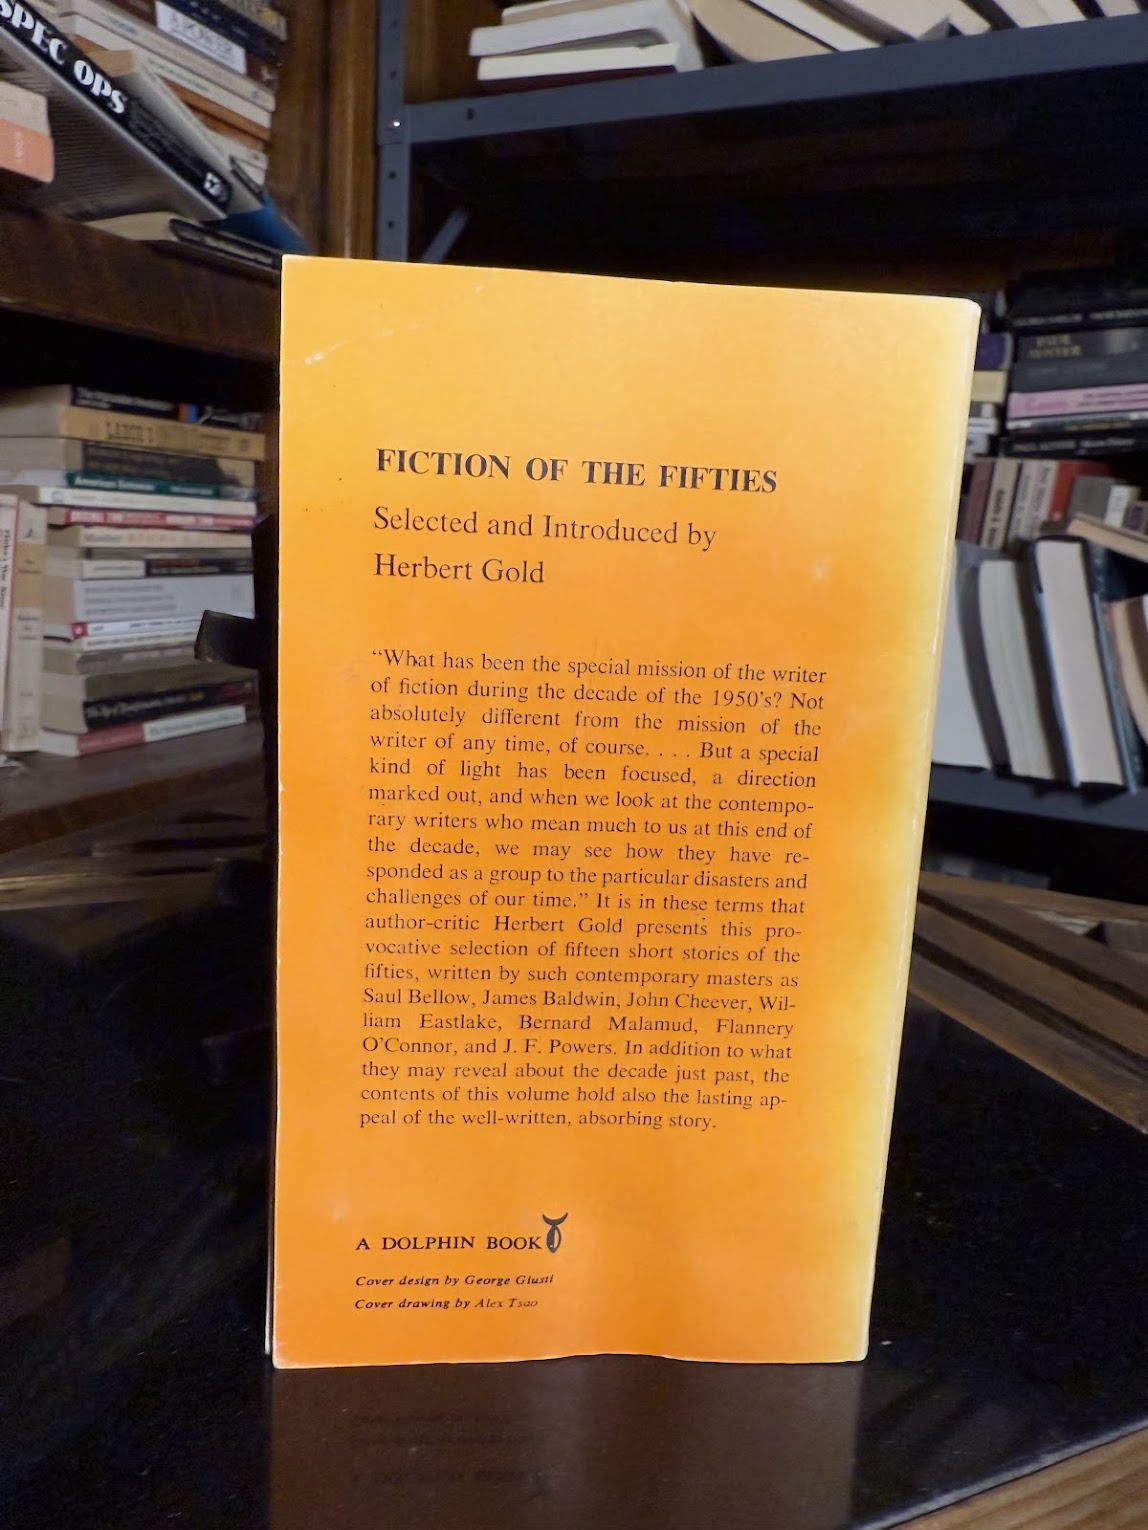 SPEC OPS
A POWER
PAUL
AUSTER
FICTION OF THE FIFTIES
Selected and Introduced by
Herbert Gold
“What has been the special mission of the writer
of fiction during the decade of the 1950's? Not
absolutely different from the mission of the
writer of any time, of course. . . . But a special
kind of light has been focused, a direction
marked out, and when we look at the contempo-
rary writers who mean much to us at this end of
the decade, we may see how they have re-
sponded as a group to the particular disasters and
challenges of our time.” It is in these terms that
author-critic Herbert Gold presents this pro-
vocative selection of fifteen short stories of the
fifties, written by such contemporary masters as
Saul Bellow, James Baldwin, John Cheever, Wil-
liam Eastlake, Bernard Malamud, Flannery
O'Connor, and J. F. Powers. In addition to what
they may reveal about the decade just past, the
contents of this volume hold also the lasting ap-
peal of the well-written, absorbing story.
A DOLPHIN BOOK
Cover design by George Giusti
Cover drawing by Alex Tsao